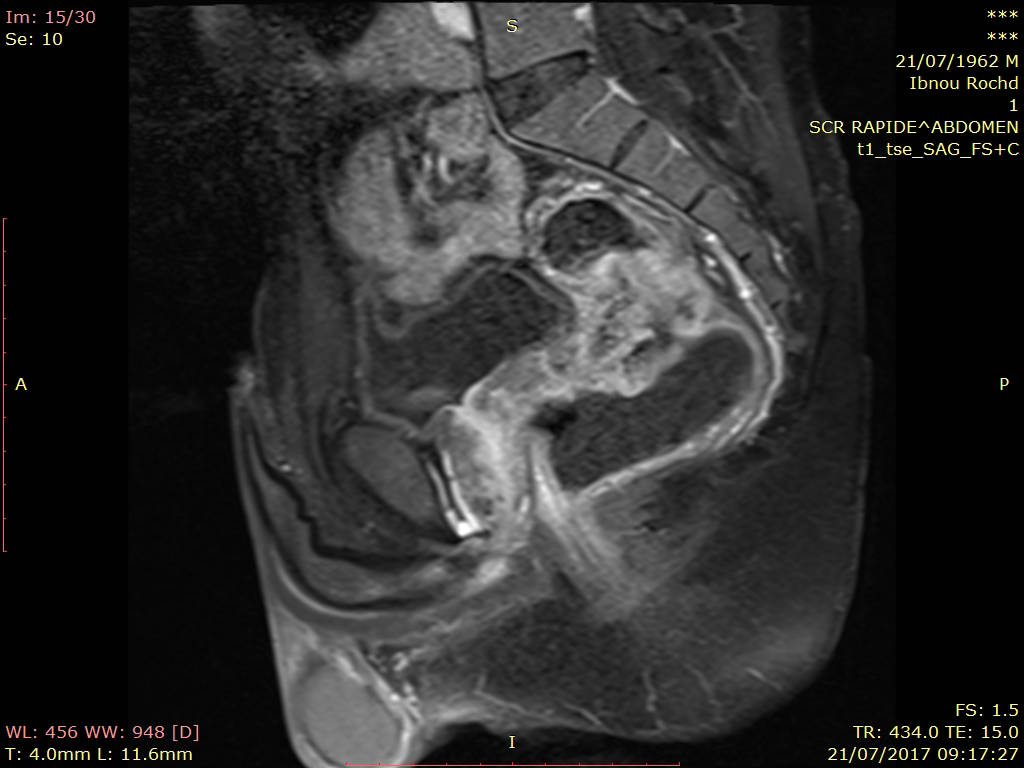 Im: 15/30
Se: 10
S
***
***
21/07/1962 M
Ibnou Rochd
1
SCR RAPIDE^ABDOMEN
t1_tse_SAG_FS+C
A
P
WL: 456 WW: 948 [D]
T: 4.0mm L: 11.6mm
I
FS: 1.5
TR: 434.0 TE: 15.0
21/07/2017 09:17:27